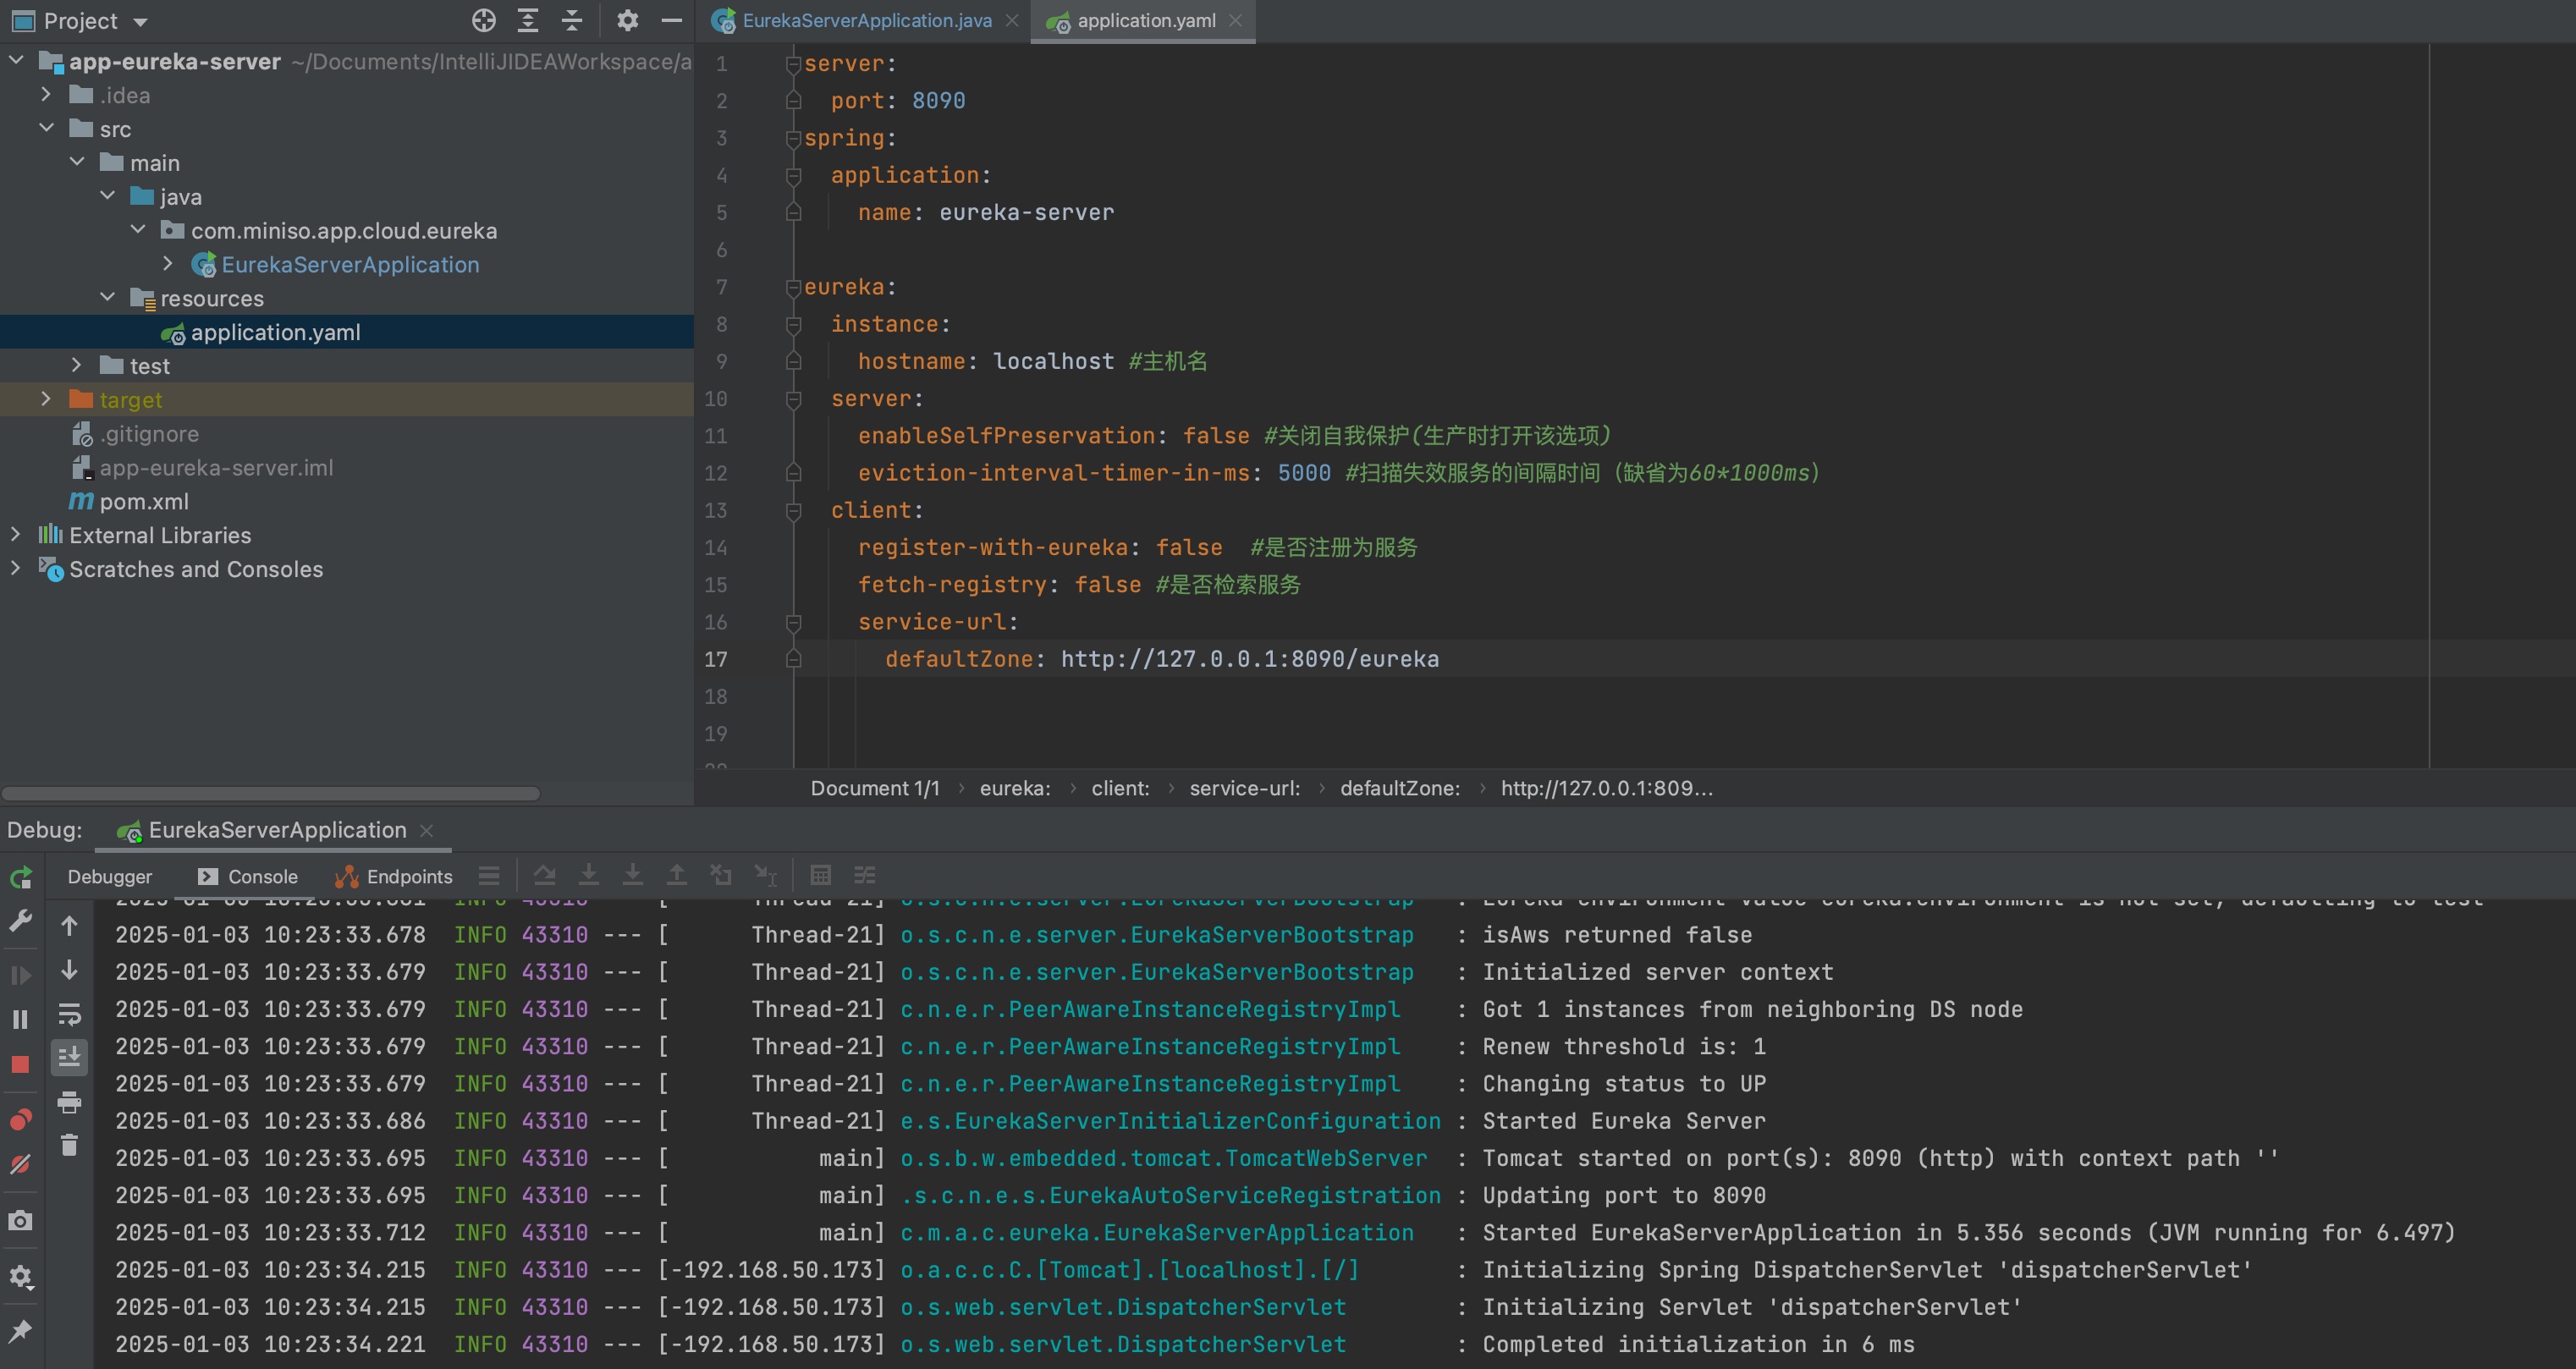 Project
app-eureka-server ~/Documents/IntelliJIDEAWorkspace/a
.idea
src
main
java
com.miniso.app.cloud.eureka
EurekaServerApplication
resources
application.yaml
test
target
.gitignore
app-eureka-server.iml
pom.xml
External Libraries
Scratches and Consoles
EurekaServerApplication.java
application.yaml
1 server:
2 port: 8090
3 spring:
4 application:
5 name: eureka-server
6
7 eureka:
8 instance:
9 hostname: localhost #主机名
10 server:
11 enableSelfPreservation: false #关闭自我保护(生产时打开该选项)
12 eviction-interval-timer-in-ms: 5000 #扫描失效服务的间隔时间（缺省为60*1000ms）
13 client:
14 register-with-eureka: false #是否注册为服务
15 fetch-registry: false #是否检索服务
16 service-url:
17 defaultZone: http://127.0.0.1:8090/eureka
18
19
Document 1/1 › eureka: › client: › service-url: › defaultZone: › http://127.0.0.1:809...
Debug: EurekaServerApplication
Debugger Console Endpoints
o.s.c.n.e.server.EurekaServerBootstrap : Eureka environment value eureka.environment is not set, defaulting to test
2025-01-03 10:23:33.678 INFO 43310 --- [ Thread-21] o.s.c.n.e.server.EurekaServerBootstrap : isAws returned false
2025-01-03 10:23:33.679 INFO 43310 --- [ Thread-21] o.s.c.n.e.server.EurekaServerBootstrap : Initialized server context
2025-01-03 10:23:33.679 INFO 43310 --- [ Thread-21] c.n.e.r.PeerAwareInstanceRegistryImpl : Got 1 instances from neighboring DS node
2025-01-03 10:23:33.679 INFO 43310 --- [ Thread-21] c.n.e.r.PeerAwareInstanceRegistryImpl : Renew threshold is: 1
2025-01-03 10:23:33.679 INFO 43310 --- [ Thread-21] c.n.e.r.PeerAwareInstanceRegistryImpl : Changing status to UP
2025-01-03 10:23:33.686 INFO 43310 --- [ Thread-21] e.s.EurekaServerInitializerConfiguration : Started Eureka Server
2025-01-03 10:23:33.695 INFO 43310 --- [ main] o.s.b.w.embedded.tomcat.TomcatWebServer : Tomcat started on port(s): 8090 (http) with context path ''
2025-01-03 10:23:33.695 INFO 43310 --- [ main] .s.c.n.e.s.EurekaAutoServiceRegistration : Updating port to 8090
2025-01-03 10:23:33.712 INFO 43310 --- [ main] c.m.a.c.eureka.EurekaServerApplication : Started EurekaServerApplication in 5.356 seconds (JVM running for 6.497)
2025-01-03 10:23:34.215 INFO 43310 --- [-192.168.50.173] o.a.c.c.C.[Tomcat].[localhost].[/] : Initializing Spring DispatcherServlet 'dispatcherServlet'
2025-01-03 10:23:34.215 INFO 43310 --- [-192.168.50.173] o.s.web.servlet.DispatcherServlet : Initializing Servlet 'dispatcherServlet'
2025-01-03 10:23:34.221 INFO 43310 --- [-192.168.50.173] o.s.web.servlet.DispatcherServlet : Completed initialization in 6 ms